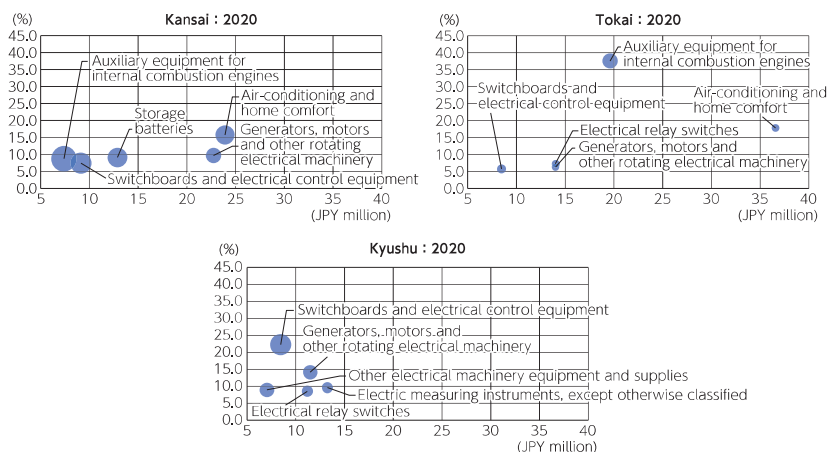 Kansai：2020
(%)
45.0
40.0
35.0
30.0
25.0
20.0
15.0
10.0
5.0
0.0
Auxiliary equipment for
internal combustion engines
Storage
batteries
Air-conditioning and
home comfort
Generators, motors
and other rotating
electrical machinery
Switchboards and electrical control equipment
5 10 15 20 25 30 35 40
(JPY million)
Tokai：2020
(%)
45.0
40.0
35.0
30.0
25.0
20.0
15.0
10.0
5.0
0.0
Auxiliary equipment for
internal combustion engines
Switchboards and
electrical control equipment
Air-conditioning and
home comfort
Electrical relay switches
Generators, motors and
other rotating electrical machinery
5 10 15 20 25 30 35 40
(JPY million)
Kyushu：2020
(%)
45.0
40.0
35.0
30.0
25.0
20.0
15.0
10.0
5.0
0.0
Switchboards and electrical control equipment
Generators, motors and
other rotating electrical machinery
Other electrical machinery equipment and supplies
Electric measuring instruments, except otherwise classified
Electrical relay switches
5 10 15 20 25 30 35 40
(JPY million)